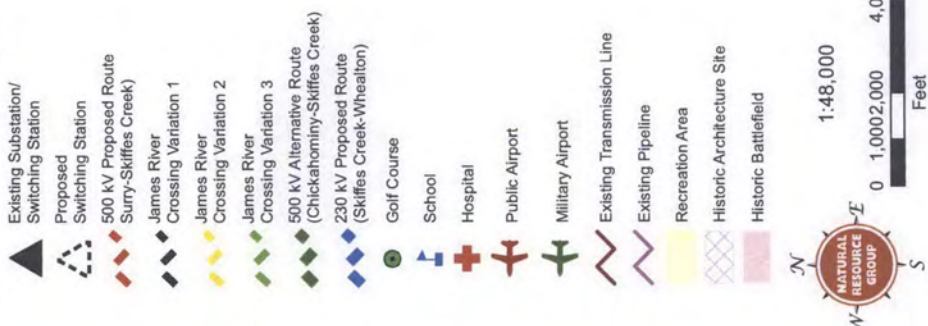 Existing Substation/
Switching Station
Proposed
Switching Station
500 kV Proposed Route
Surry-Skiffes Creek)
James River
Crossing Variation 1
James River
Crossing Variation 2
James River
Crossing Variation 3
500 kV Alternative Route
(Chickahominy-Skiffes Creek)
230 kV Proposed Route
(Skiffes Creek-Whealton)
Golf Course
School
Hospital
Public Airport
Military Airport
Existing Transmission Line
Existing Pipeline
Recreation Area
Historic Architecture Site
Historic Battlefield
N
W
E
S
NATURAL
RESOURCE
GROUP
1:48,000
0 1,000 2,000 4,0
Feet